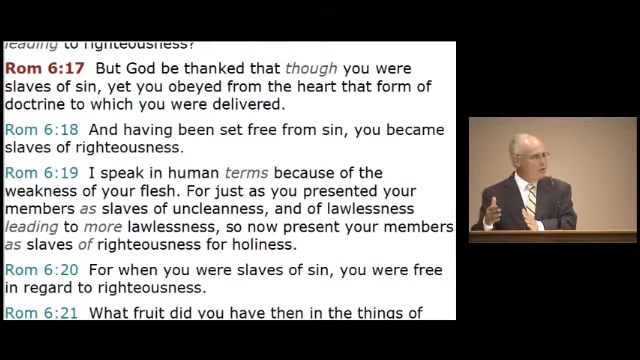 leading to righteousness?
Rom 6:17 But God be thanked that though you were
slaves of sin, yet you obeyed from the heart that form of
doctrine to which you were delivered.
Rom 6:18 And having been set free from sin, you became
slaves of righteousness.
Rom 6:19 I speak in human terms because of the
weakness of your flesh. For just as you presented your
members as slaves of uncleanness, and of lawlessness
leading to more lawlessness, so now present your members
as slaves of righteousness for holiness.
Rom 6:20 For when you were slaves of sin, you were free
in regard to righteousness.
Rom 6:21 What fruit did you have then in the things of